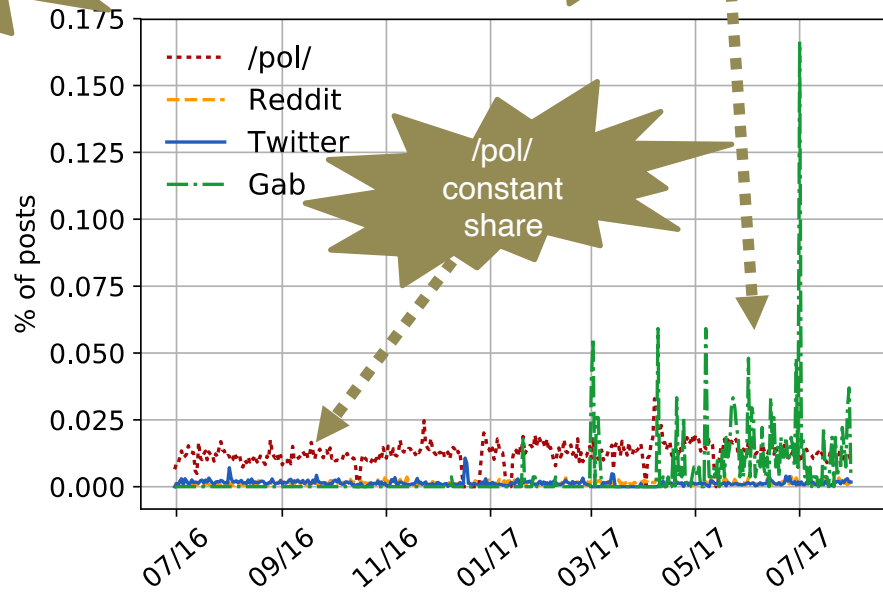 0.175
0.150
0.125
0.100
0.075
0.050
0.025
0.000
% of posts
/pol/
Reddit
Twitter
Gab
/pol/
constant
share
07/16
09/16
11/16
01/17
03/17
05/17
07/17